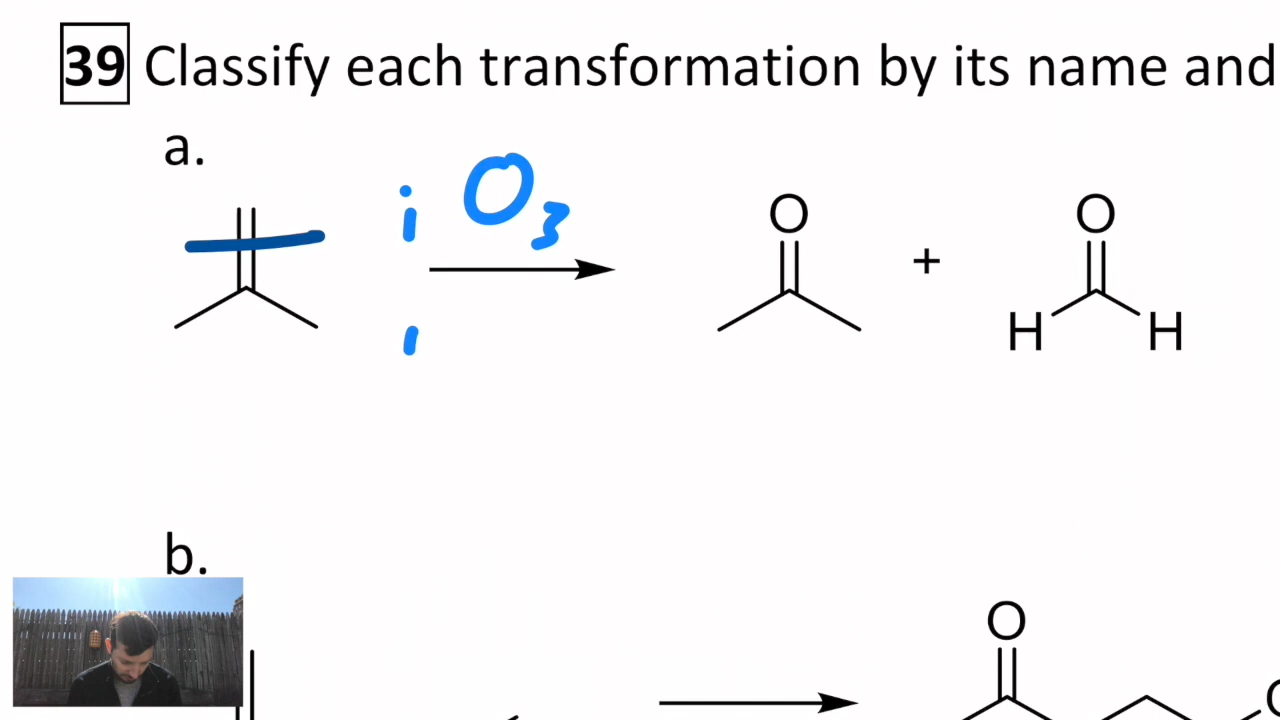 39 Classify each transformation by its name and
a.
i O3
O + O
H H
b.
O